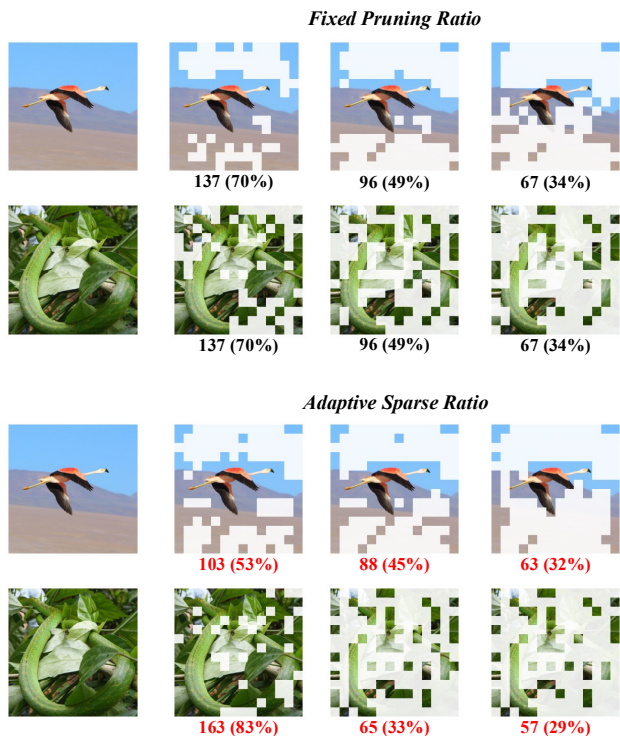 Fixed Pruning Ratio
137 (70%) 96 (49%) 67 (34%)
137 (70%) 96 (49%) 67 (34%)
Adaptive Sparse Ratio
103 (53%) 88 (45%) 63 (32%)
163 (83%) 65 (33%) 57 (29%)